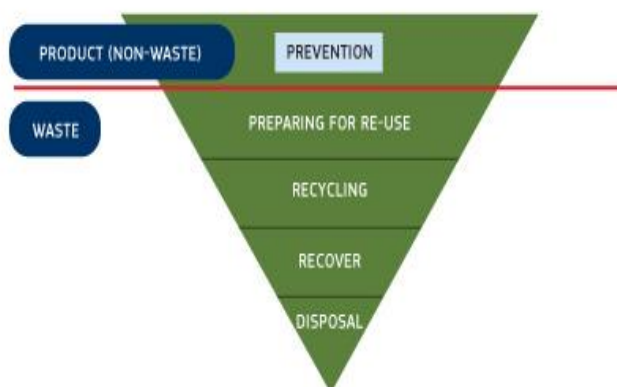 PRODUCT (NON-WASTE)
PREVENTION
WASTE
PREPARING FOR RE-USE
RECYCLING
RECOVER
DISPOSAL